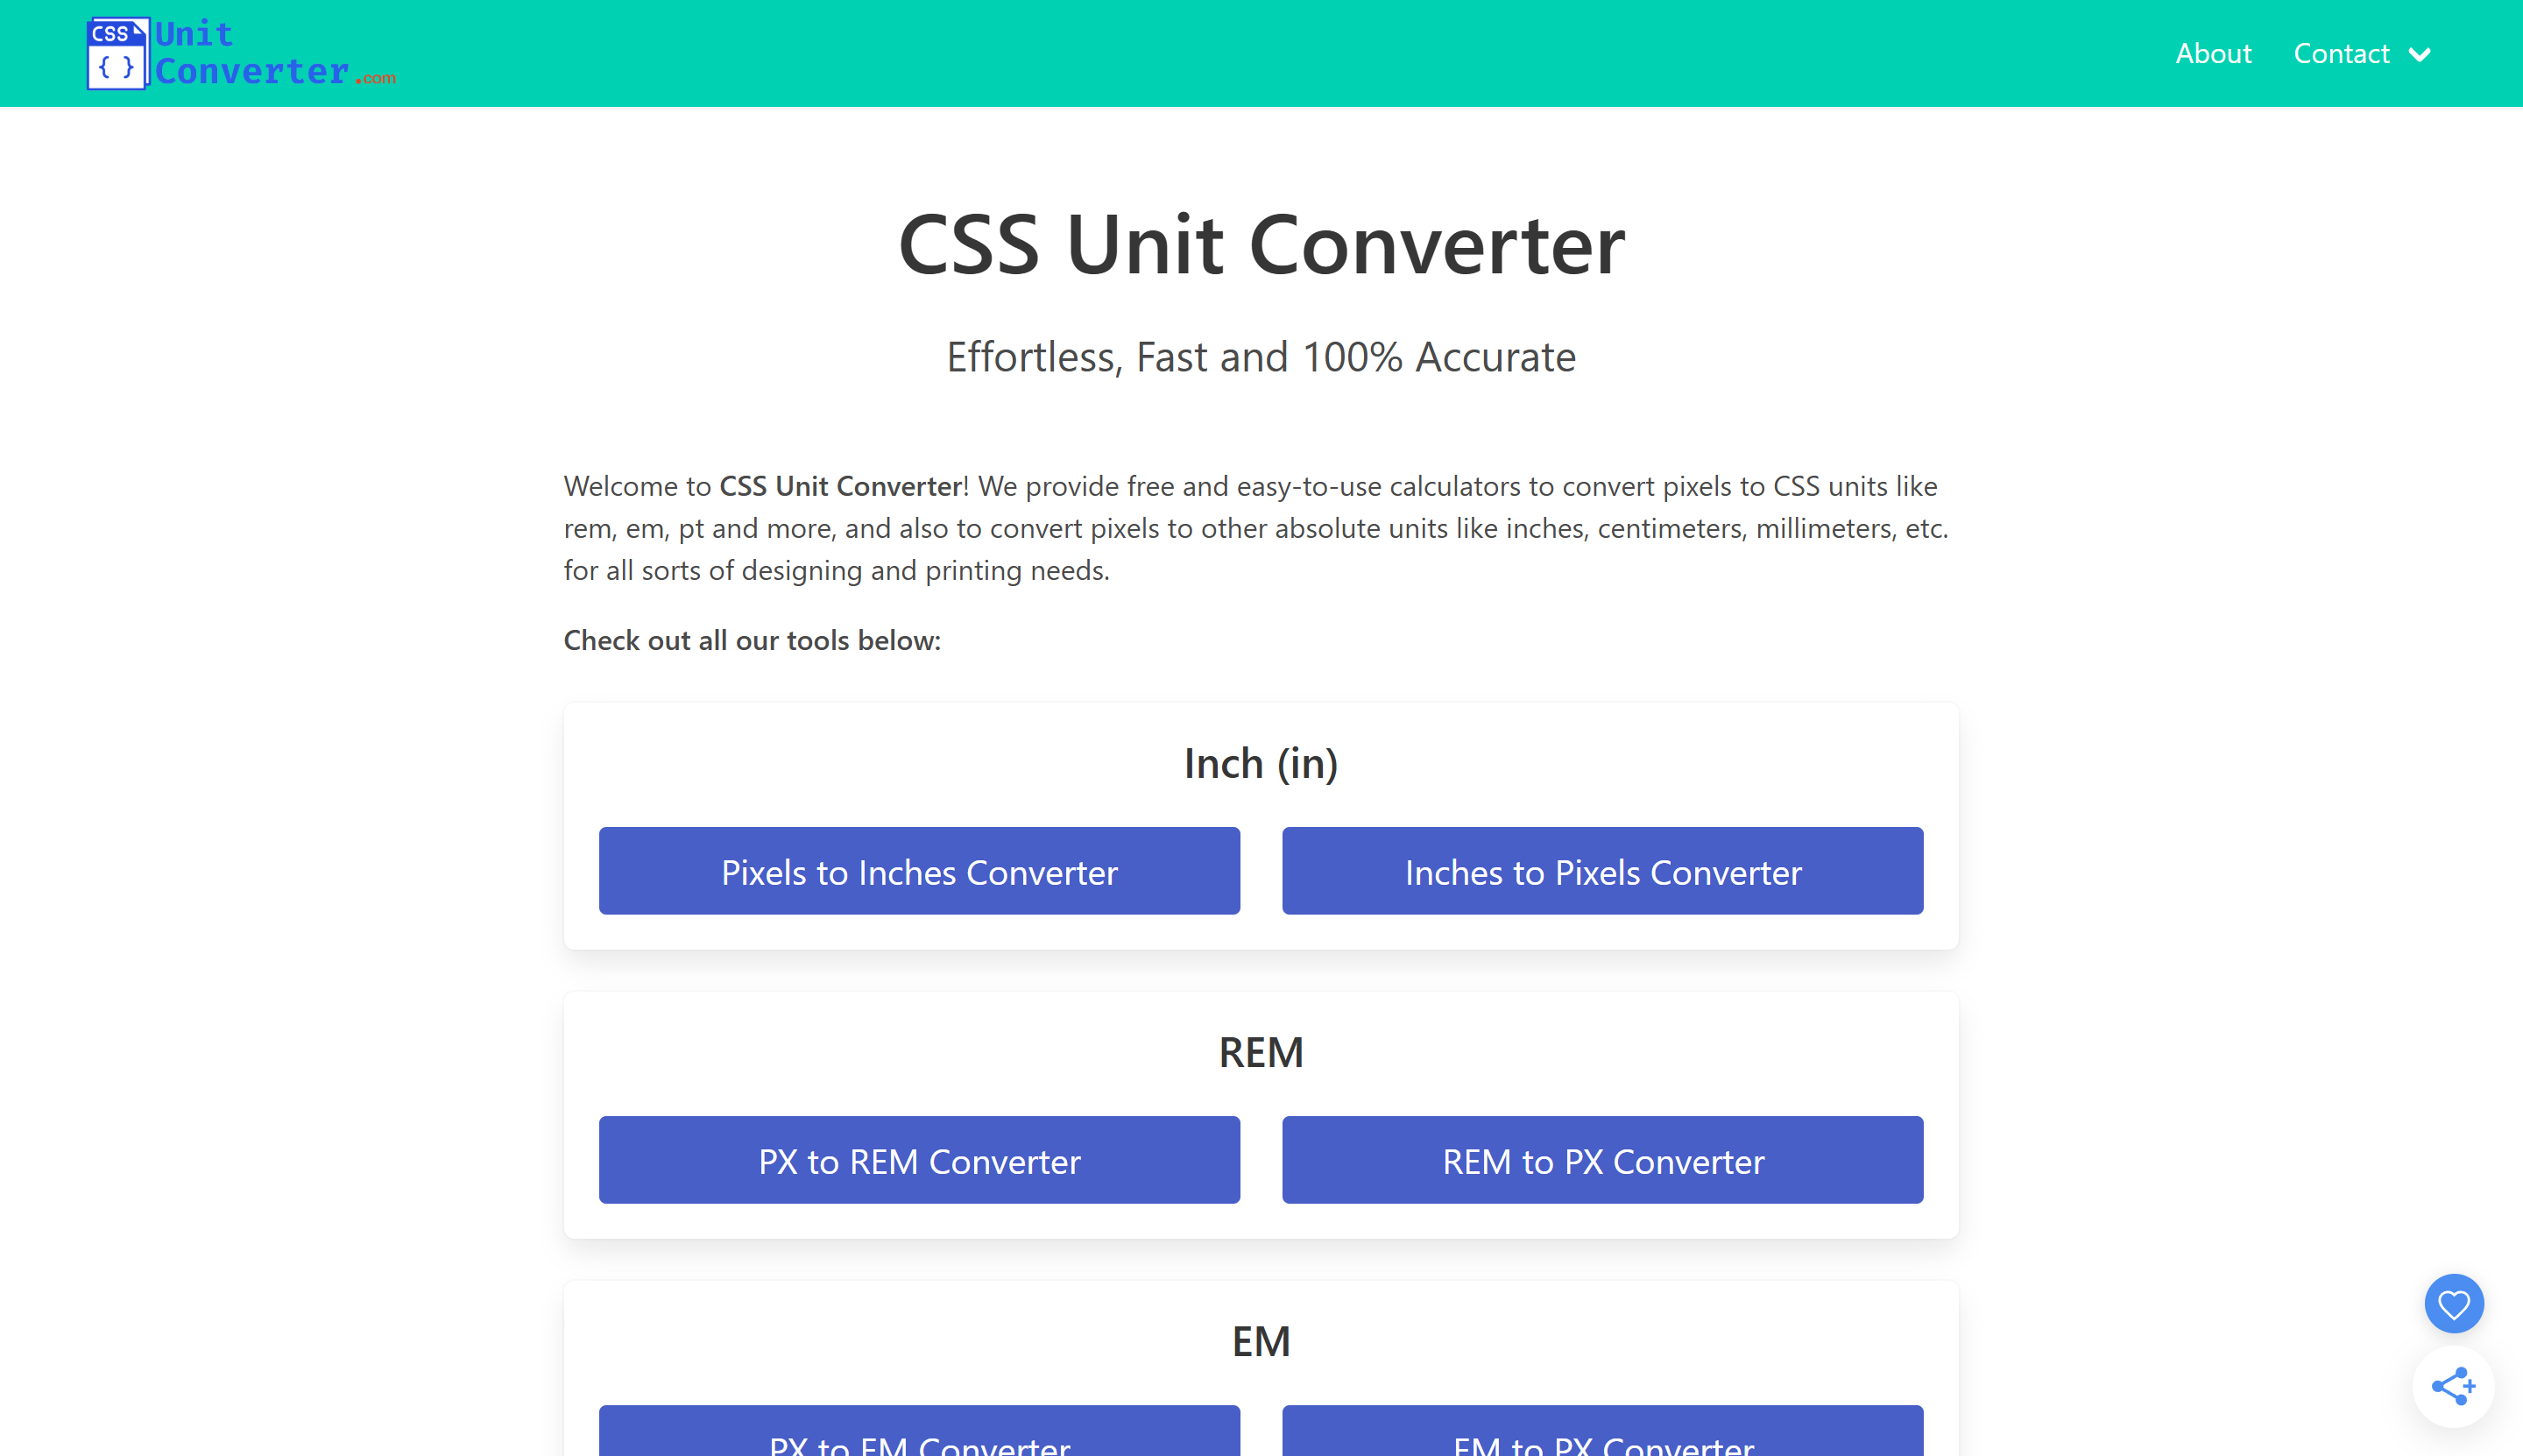 CSS
{ }
Unit
Converter.com
About
Contact
CSS Unit Converter
Effortless, Fast and 100% Accurate
Welcome to CSS Unit Converter! We provide free and easy-to-use calculators to convert pixels to CSS units like
rem, em, pt and more, and also to convert pixels to other absolute units like inches, centimeters, millimeters, etc.
for all sorts of designing and printing needs.
Check out all our tools below:
Inch (in)
Pixels to Inches Converter
Inches to Pixels Converter
REM
PX to REM Converter
REM to PX Converter
EM
PX to EM Converter
EM to PX Converter